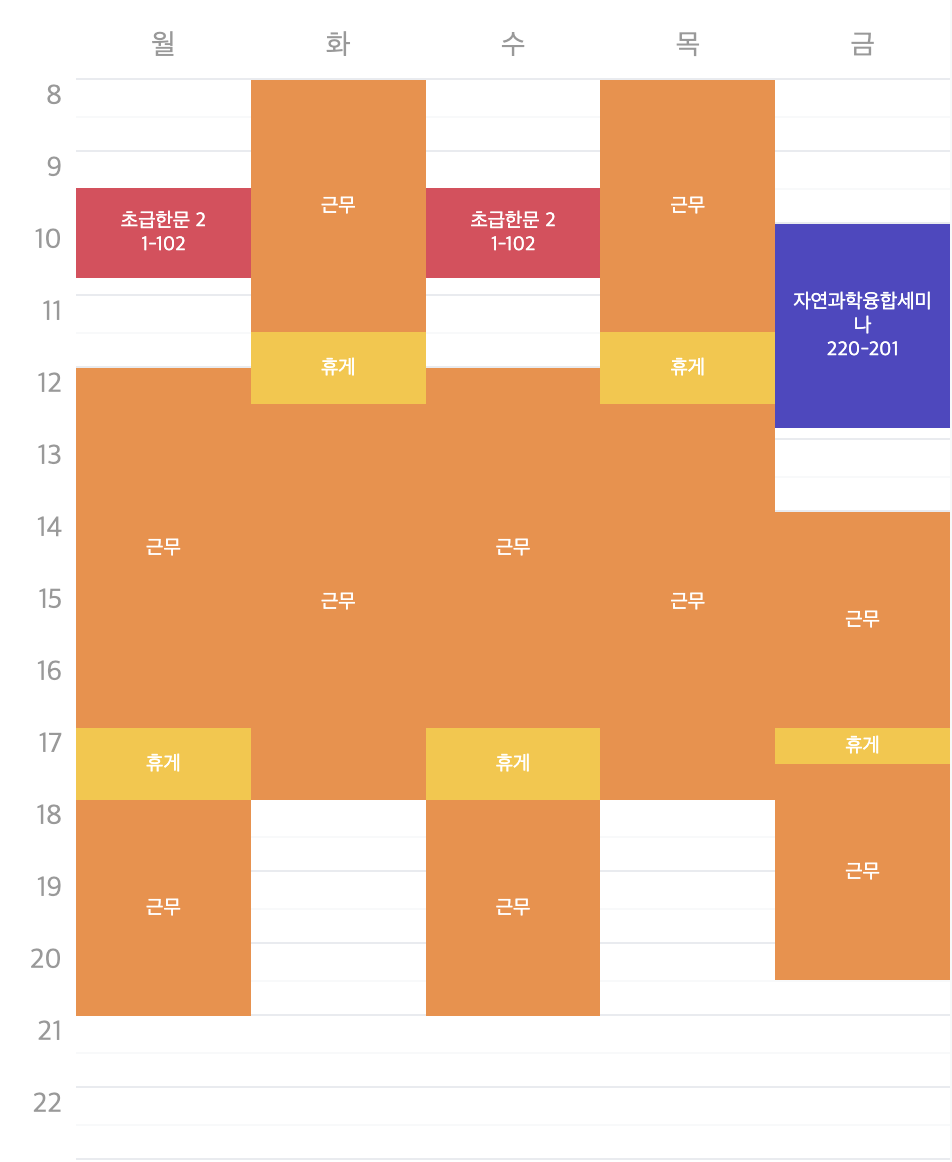 월 화 수 목 금
8
9
10
11
12
13
14
15
16
17
18
19
20
21
22
초급한문 2
1-102
근무
휴게
근무
휴게
근무
근무
초급한문 2
1-102
근무
휴게
근무
근무
휴게
근무
자연과학융합세미
나
220-201
근무
휴게
근무